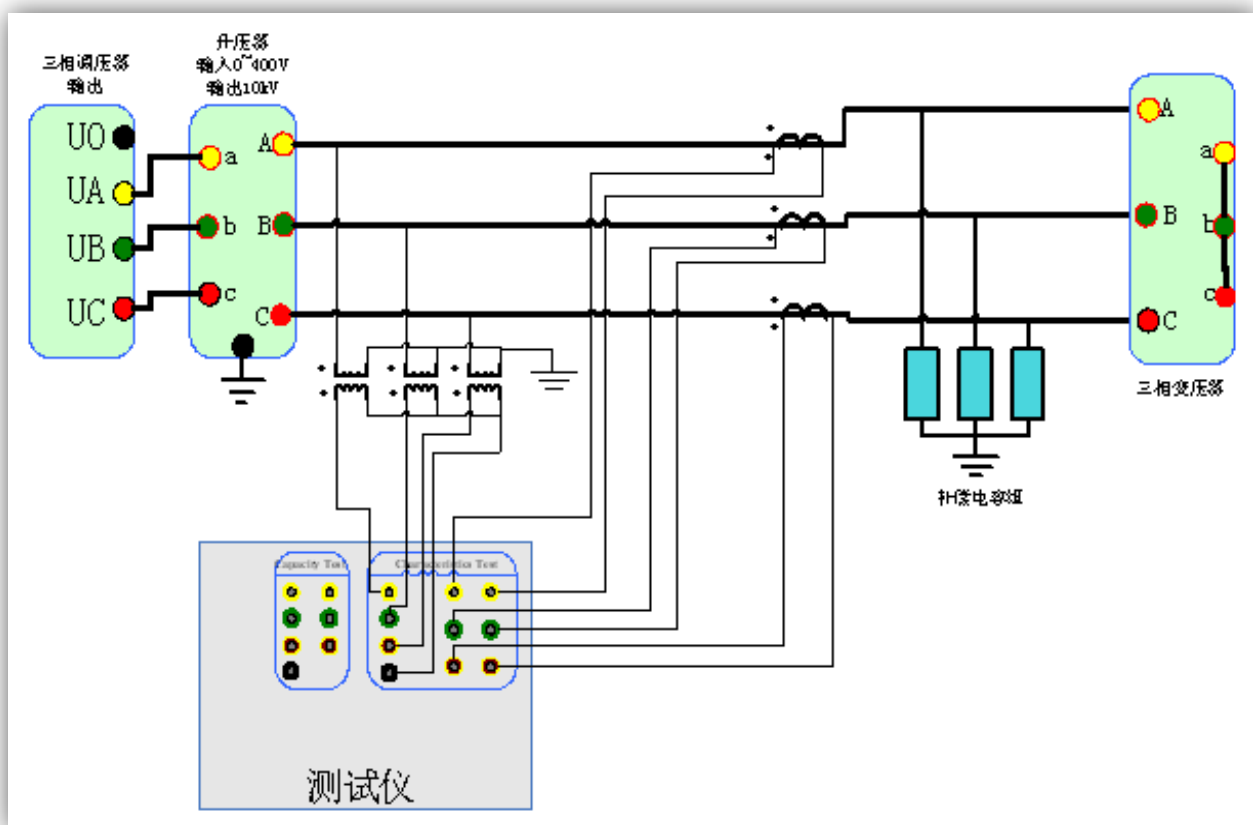 三相调压器
输出
升压器
输入0~400V
输出10kV
UO
UA
UB
UC
a
b
c
A
B
C
A
B
C
a
b
c
三相变压器
补偿电容组
Capacity Test
Characteristics Test
测试仪